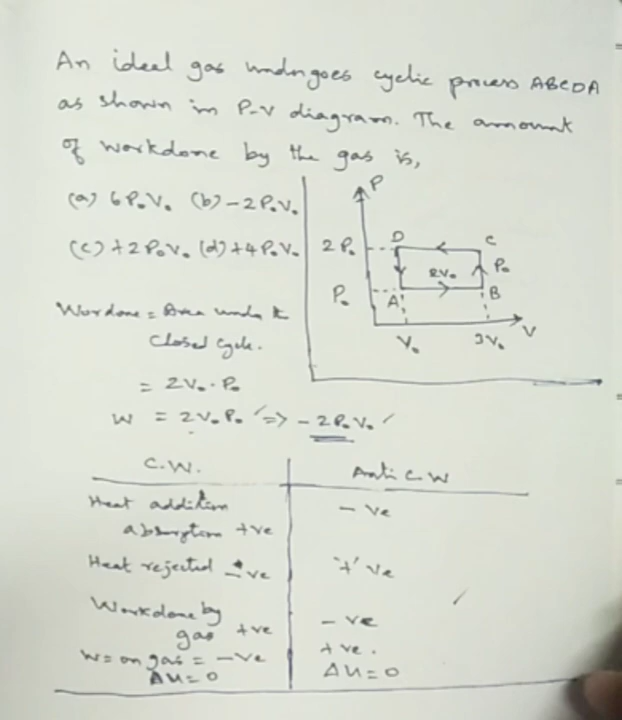 An ideal gas undergoes cyclic process ABCDA
as shown in P-V diagram. The amount
of workdone by the gas is,
(a) 6P₀V₀ (b) -2P₀V₀
(c) +2P₀V₀ (d) +4P₀V₀
P
2P₀
D
C
2V₀
P₀
P₀
A
B
V₀
3V₀
V
Wordone = Area under
closed cycle.
= 2V₀·P₀
W = 2V₀P₀ => -2P₀V₀
C.W. Anti C W
Heat addition
absorption +ve - ve
Heat rejected -ve '+' ve
Workdone by
gas +ve - ve
W= on gas = -ve +ve.
ΔU=0 ΔU=0